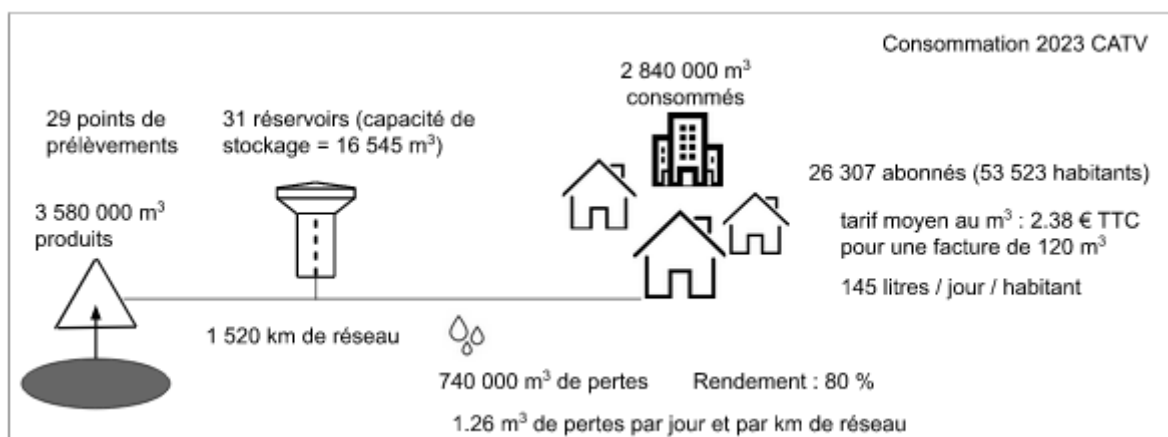 Consommation 2023 CATV
2 840 000 m³
consommés
29 points de
prélèvements
31 réservoirs (capacité de
stockage = 16 545 m³)
26 307 abonnés (53 523 habitants)
3 580 000 m³
produits
tarif moyen au m³ : 2.38 € TTC
pour une facture de 120 m³
145 litres / jour / habitant
1 520 km de réseau
740 000 m³ de pertes
Rendement : 80 %
1.26 m³ de pertes par jour et par km de réseau